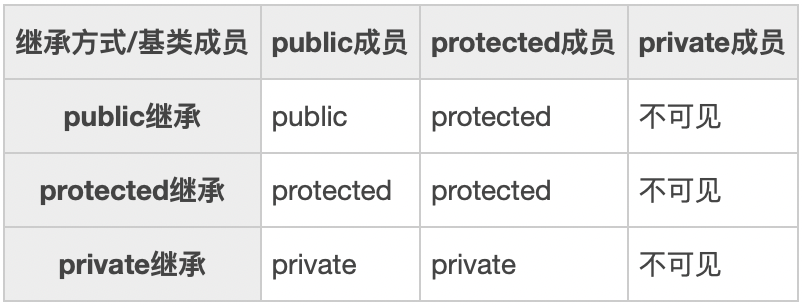 继承方式/基类成员 public成员 protected成员 private成员
public继承 public protected 不可见
protected继承 protected protected 不可见
private继承 private private 不可见